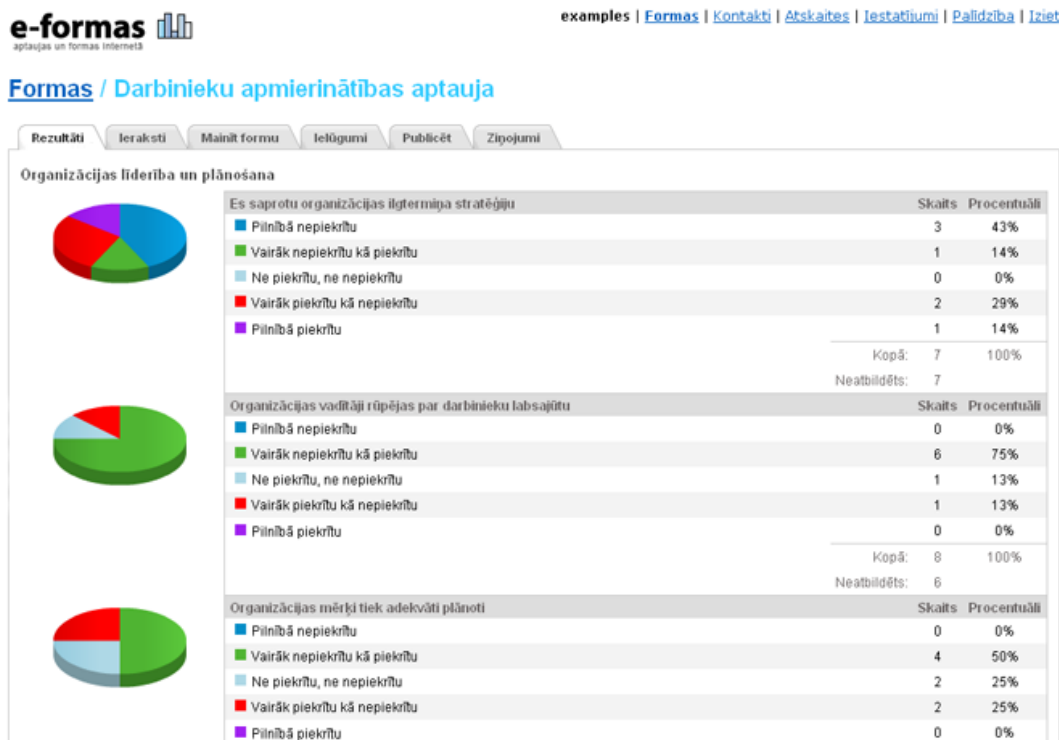 e-formas
aptaujas un formas internetā
examples | Formas | Kontakti | Atskaites | Iestatījumi | Palīdzība | Iziet
Formas / Darbinieku apmierinātības aptauja
Rezultāti Ieraksti Mainīt formu Ielūgumi Publicēt Ziņojumi
Organizācijas līderība un plānošana
Es saprotu organizācijas ilgtermiņa stratēģiju Skaits Procentuāli
Pilnībā nepiekrītu 3 43%
Vairāk nepiekrītu kā piekrītu 1 14%
Ne piekrītu, ne nepiekrītu 0 0%
Vairāk piekrītu kā nepiekrītu 2 29%
Pilnībā piekrītu 1 14%
Kopā: 7 100%
Neatbildēts: 7
Organizācijas vadītāji rūpējas par darbinieku labsajūtu Skaits Procentuāli
Pilnībā nepiekrītu 0 0%
Vairāk nepiekrītu kā piekrītu 6 75%
Ne piekrītu, ne nepiekrītu 1 13%
Vairāk piekrītu kā nepiekrītu 1 13%
Pilnībā piekrītu 0 0%
Kopā: 8 100%
Neatbildēts: 6
Organizācijas mērķi tiek adekvāti plānoti Skaits Procentuāli
Pilnībā nepiekrītu 0 0%
Vairāk nepiekrītu kā piekrītu 4 50%
Ne piekrītu, ne nepiekrītu 2 25%
Vairāk piekrītu kā nepiekrītu 2 25%
Pilnībā piekrītu 0 0%